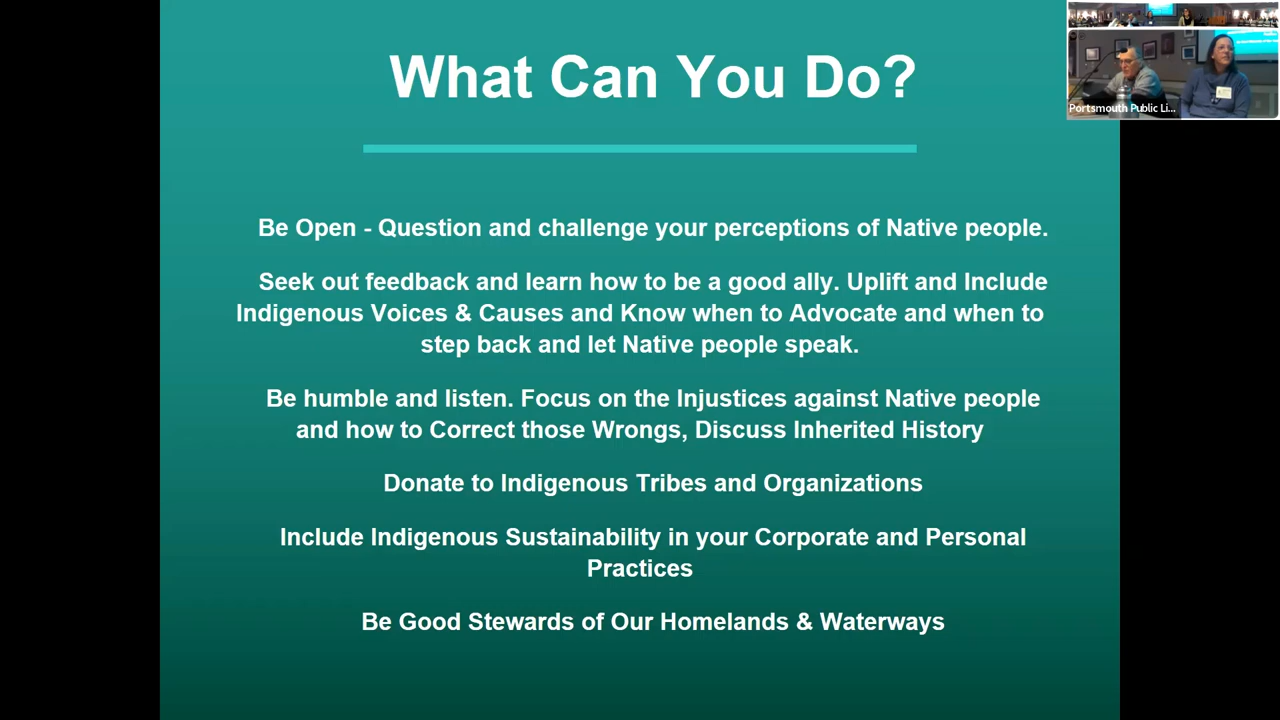 What Can You Do?
Portsmouth Public Li...
Be Open - Question and challenge your perceptions of Native people.
Seek out feedback and learn how to be a good ally. Uplift and Include
Indigenous Voices & Causes and Know when to Advocate and when to
step back and let Native people speak.
Be humble and listen. Focus on the Injustices against Native people
and how to Correct those Wrongs, Discuss Inherited History
Donate to Indigenous Tribes and Organizations
Include Indigenous Sustainability in your Corporate and Personal
Practices
Be Good Stewards of Our Homelands & Waterways